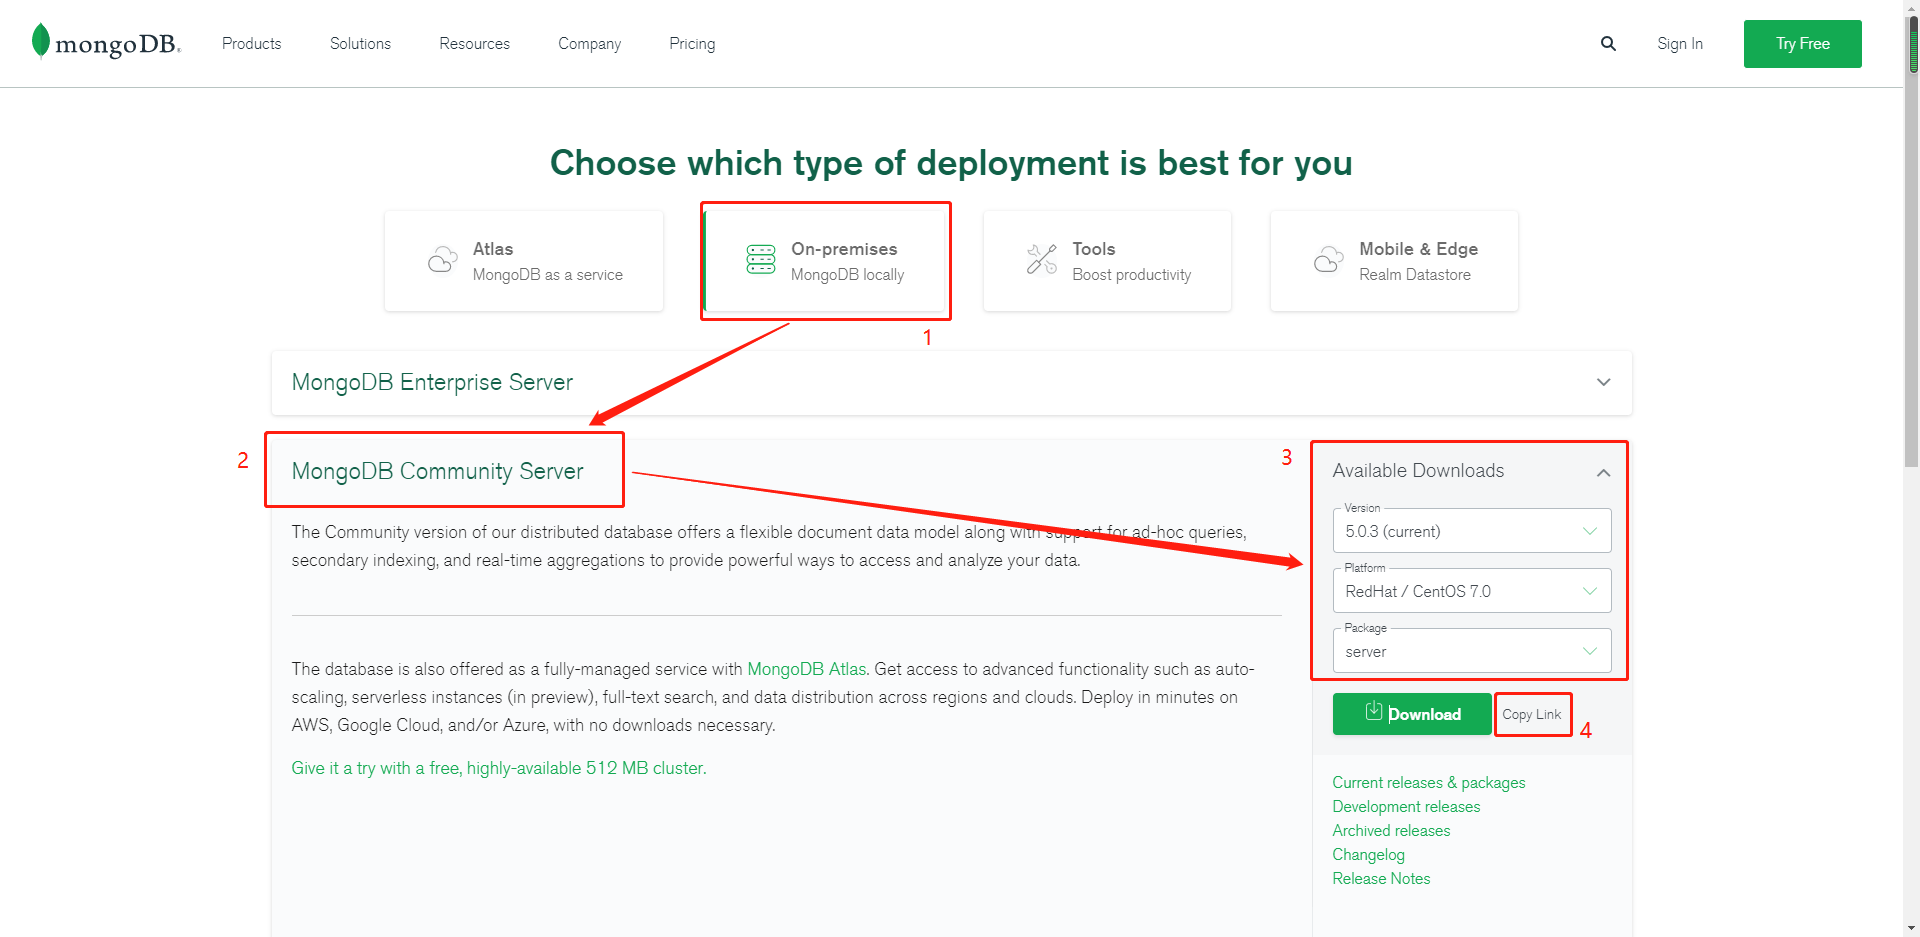 mongoDB®
Products Solutions Resources Company Pricing Sign In Try Free
Choose which type of deployment is best for you
Atlas
MongoDB as a service
On-premises
MongoDB locally
Tools
Boost productivity
Mobile & Edge
Realm Datastore
1
MongoDB Enterprise Server
2
MongoDB Community Server
The Community version of our distributed database offers a flexible document data model along with support for ad-hoc queries,
secondary indexing, and real-time aggregations to provide powerful ways to access and analyze your data.
The database is also offered as a fully-managed service with MongoDB Atlas. Get access to advanced functionality such as auto-
scaling, serverless instances (in preview), full-text search, and data distribution across regions and clouds. Deploy in minutes on
AWS, Google Cloud, and/or Azure, with no downloads necessary.
Give it a try with a free, highly-available 512 MB cluster.
3
Available Downloads
Version
5.0.3 (current)
Platform
RedHat / CentOS 7.0
Package
server
Download Copy Link
4
Current releases & packages
Development releases
Archived releases
Changelog
Release Notes